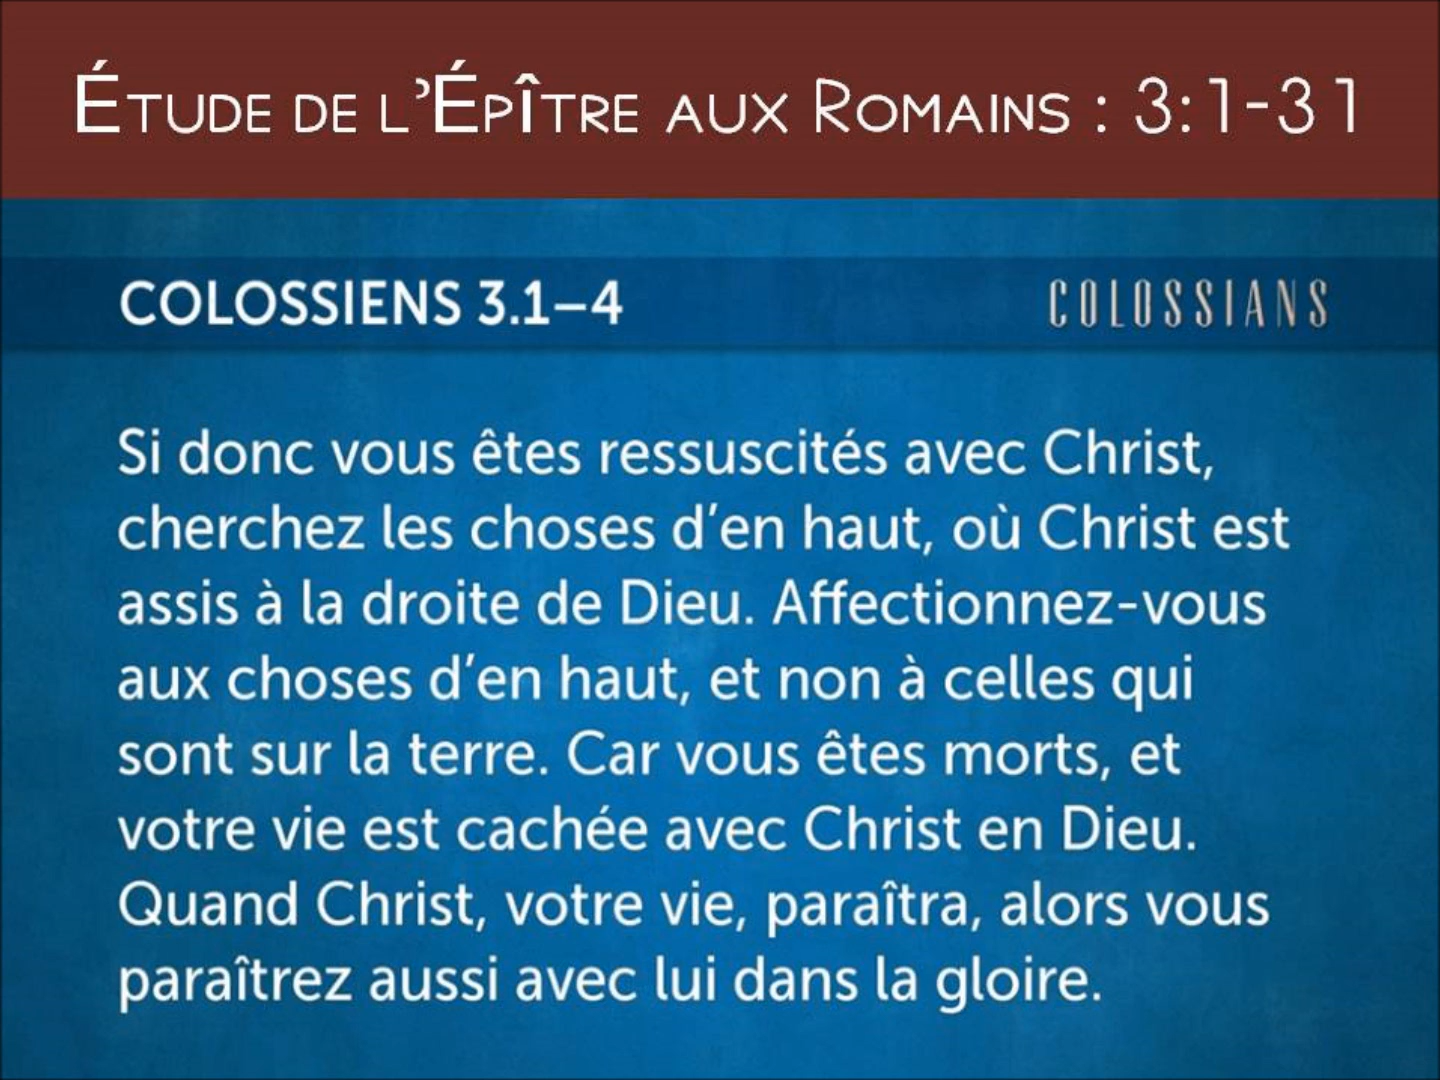 Étude de l'Épître aux Romains : 3:1-31
COLOSSIENS 3.1–4
COLOSSIANS
Si donc vous êtes ressuscités avec Christ,
cherchez les choses d’en haut, où Christ est
assis à la droite de Dieu. Affectionnez-vous
aux choses d’en haut, et non à celles qui
sont sur la terre. Car vous êtes morts, et
votre vie est cachée avec Christ en Dieu.
Quand Christ, votre vie, paraîtra, alors vous
paraîtrez aussi avec lui dans la gloire.